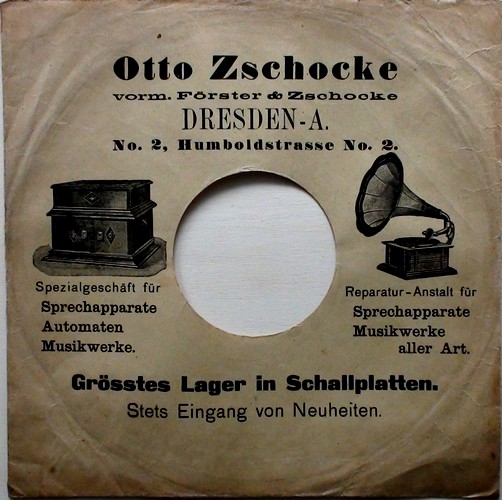 Otto Zschocke
vorm. Förster & Zschocke
DRESDEN-A.
No. 2, Humboldstrasse No. 2.
Spezialgeschäft für
Sprechapparate
Automaten
Musikwerke.
Reparatur-Anstalt für
Sprechapparate
Musikwerke
aller Art.
Grösstes Lager in Schallplatten.
Stets Eingang von Neuheiten.